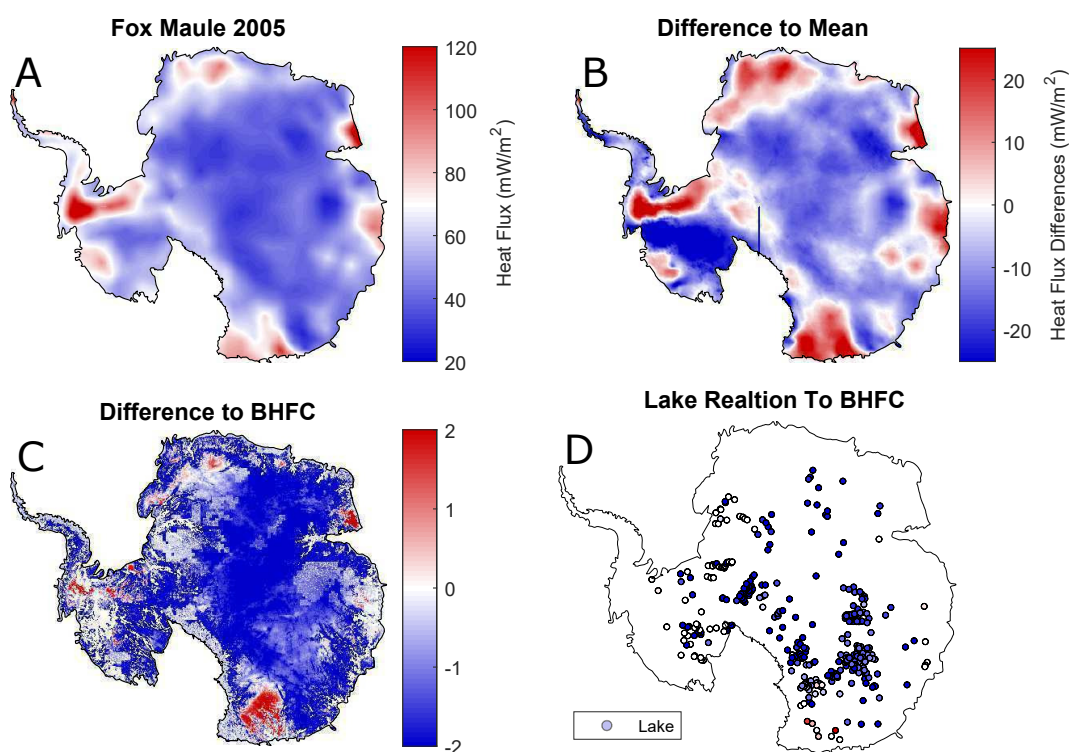 Fox Maule 2005
A
120
100
80
60
40
20
Heat Flux (mW/m²)
Difference to Mean
B
20
10
0
-10
-20
Heat Flux Differences (mW/m²)
Difference to BHFC
C
2
1
0
-1
-2
Lake Realtion To BHFC
D
Lake